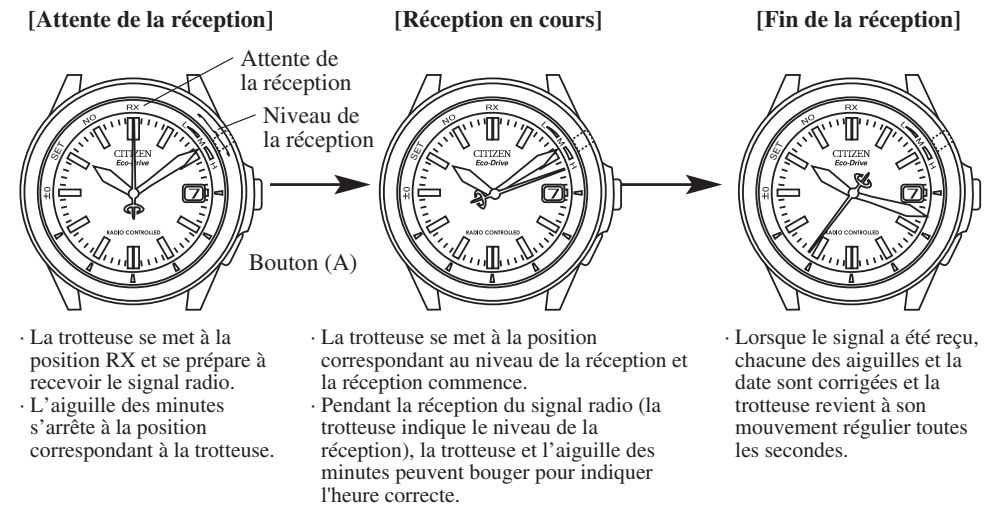 [Attente de la réception]
[Réception en cours]
[Fin de la réception]
Attente de
la réception
Niveau de
la réception
Bouton (A)
RX
NO
SET
±0
L
M
H
CITIZEN
Eco-Drive
7
RADIO CONTROLLED
RX
NO
SET
±0
L
M
H
CITIZEN
Eco-Drive
7
RADIO CONTROLLED
RX
NO
SET
±0
L
M
H
CITIZEN
Eco-Drive
7
RADIO CONTROLLED
· La trotteuse se met à la
position RX et se prépare à
recevoir le signal radio.
· L’aiguille des minutes
s’arrête à la position
correspondant à la trotteuse.
· La trotteuse se met à la position
correspondant au niveau de la réception et
la réception commence.
· Pendant la réception du signal radio (la
trotteuse indique le niveau de la
réception), la trotteuse et l’aiguille des
minutes peuvent bouger pour indiquer
l'heure correcte.
· Lorsque le signal a été reçu,
chacune des aiguilles et la
date sont corrigées et la
trotteuse revient à son
mouvement régulier toutes
les secondes.